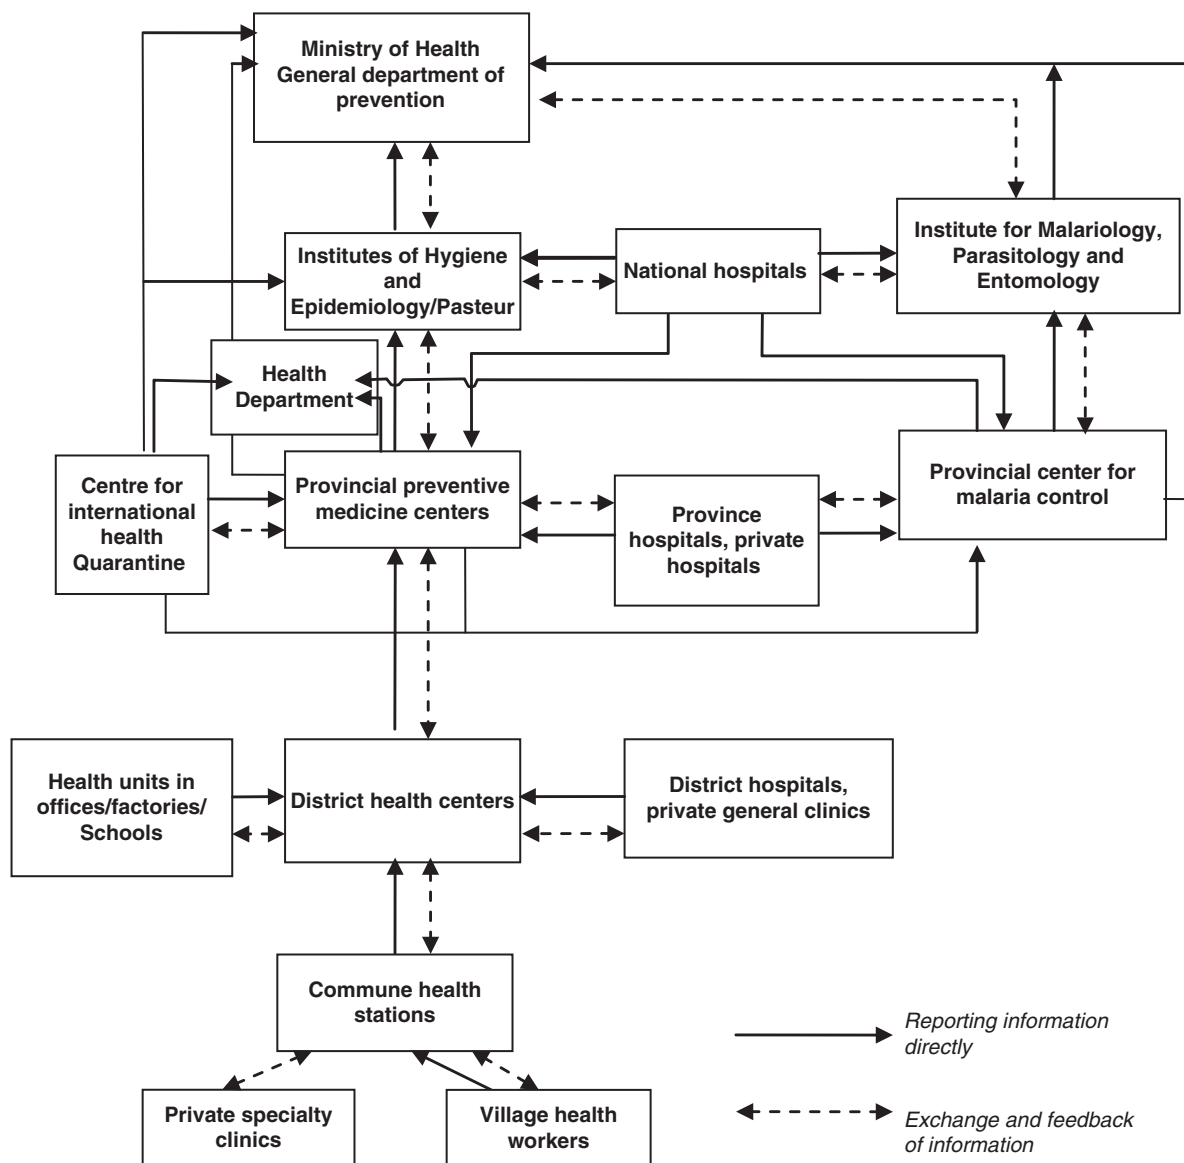 Ministry of Health
General department of
prevention
Institutes of Hygiene
and
Epidemiology/Pasteur
National hospitals
Institute for Malariology,
Parasitology and
Entomology
Health
Department
Centre for
international
health
Quarantine
Provincial preventive
medicine centers
Province
hospitals, private
hospitals
Provincial center for
malaria control
Health units in
offices/factories/
Schools
District health centers
District hospitals,
private general clinics
Commune health
stations
Private specialty
clinics
Village health
workers
Reporting information
directly
Exchange and feedback
of information